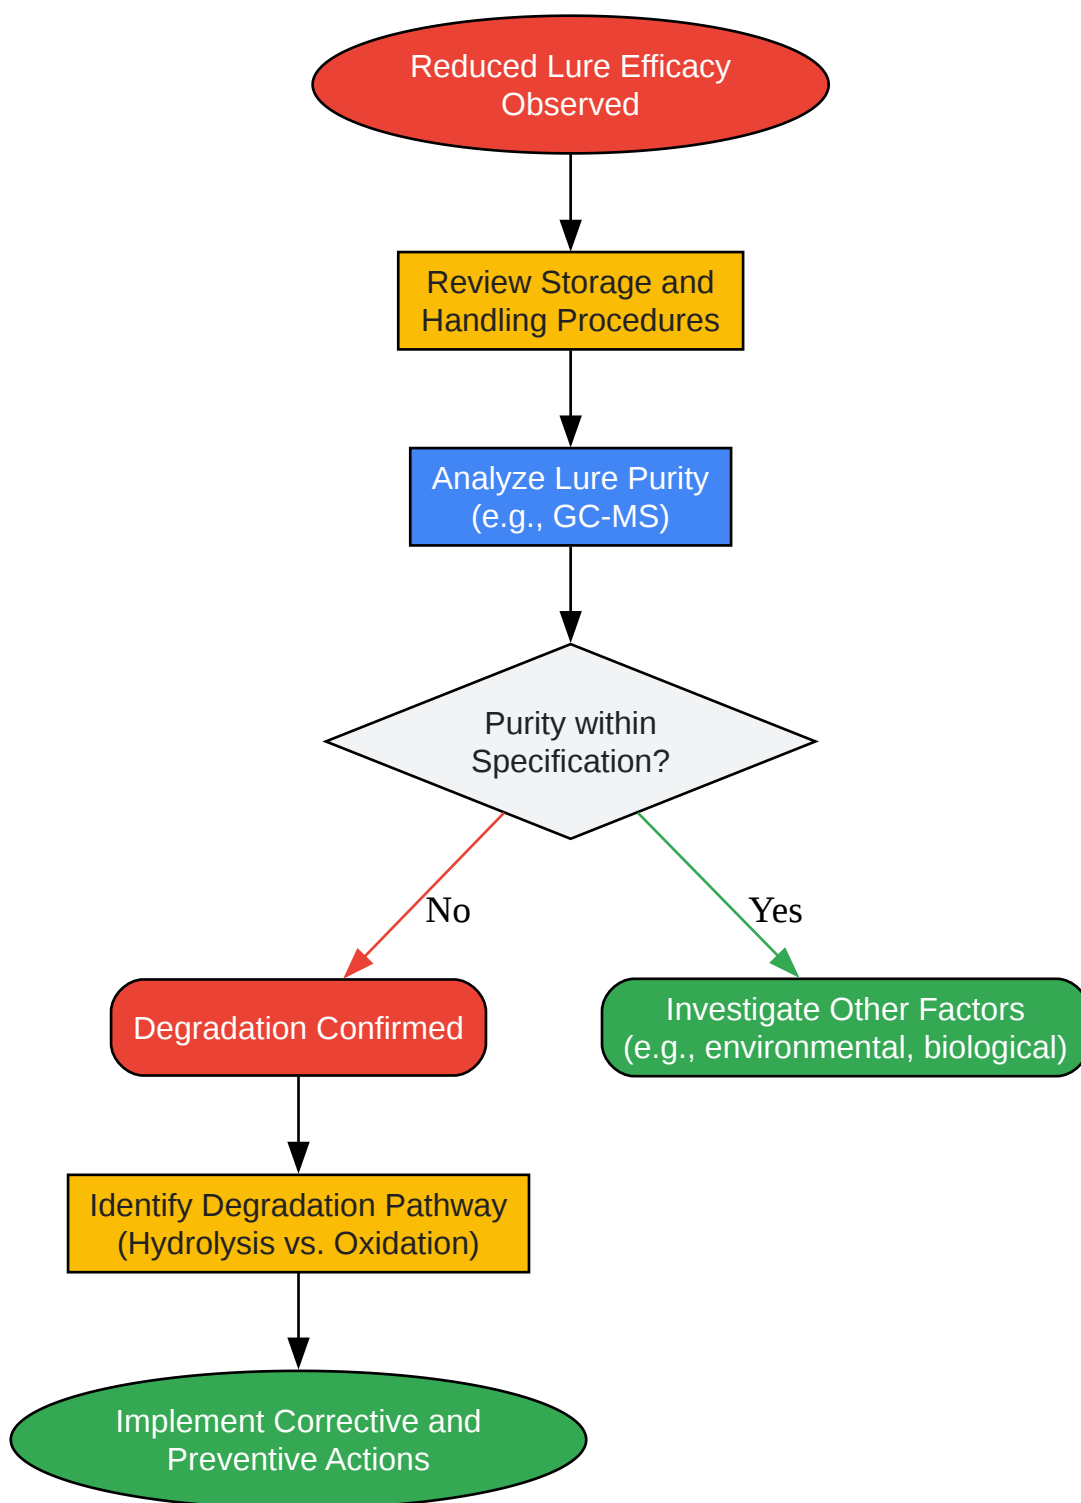 Reduced Lure Efficacy
Observed
Review Storage and
Handling Procedures
Analyze Lure Purity
(e.g., GC-MS)
Purity within
Specification?
No
Yes
Degradation Confirmed
Investigate Other Factors
(e.g., environmental, biological)
Identify Degradation Pathway
(Hydrolysis vs. Oxidation)
Implement Corrective and
Preventive Actions